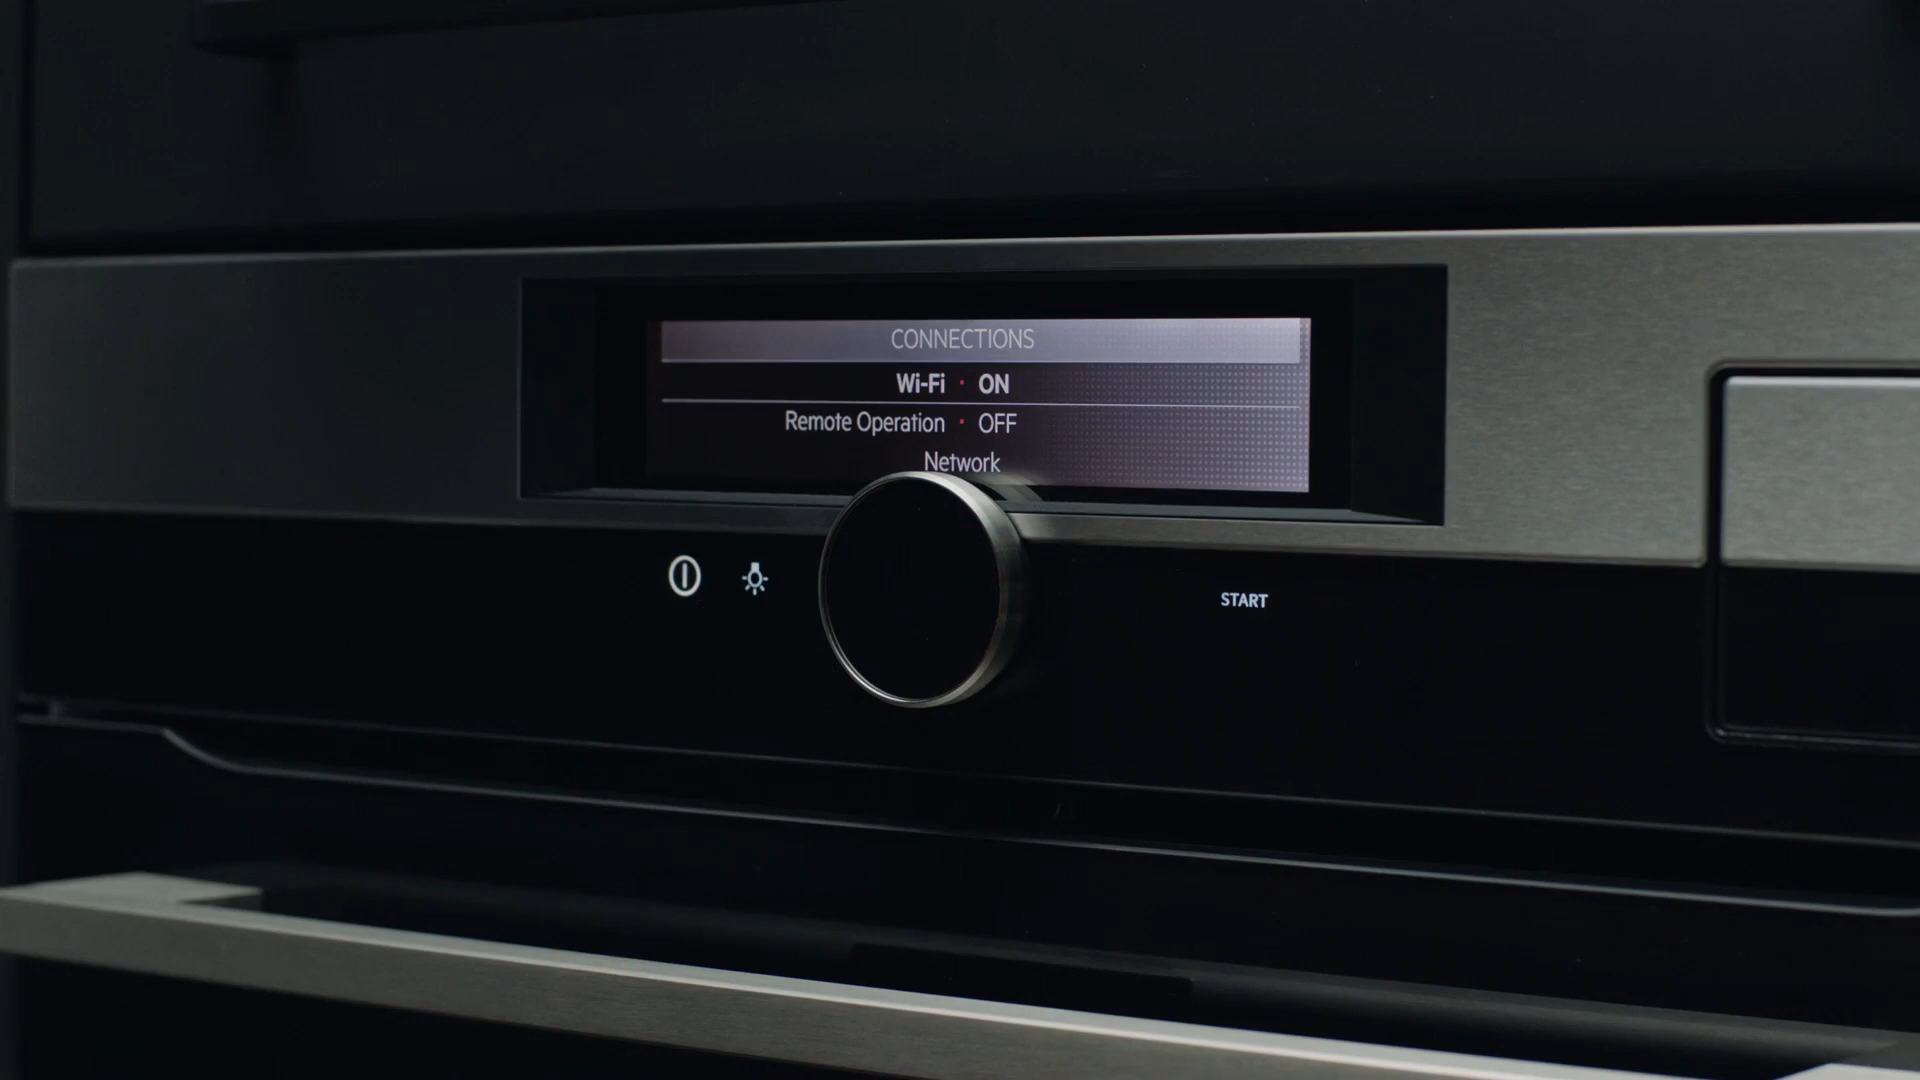 CONNECTIONS
Wi-Fi · ON
Remote Operation · OFF
Network
START